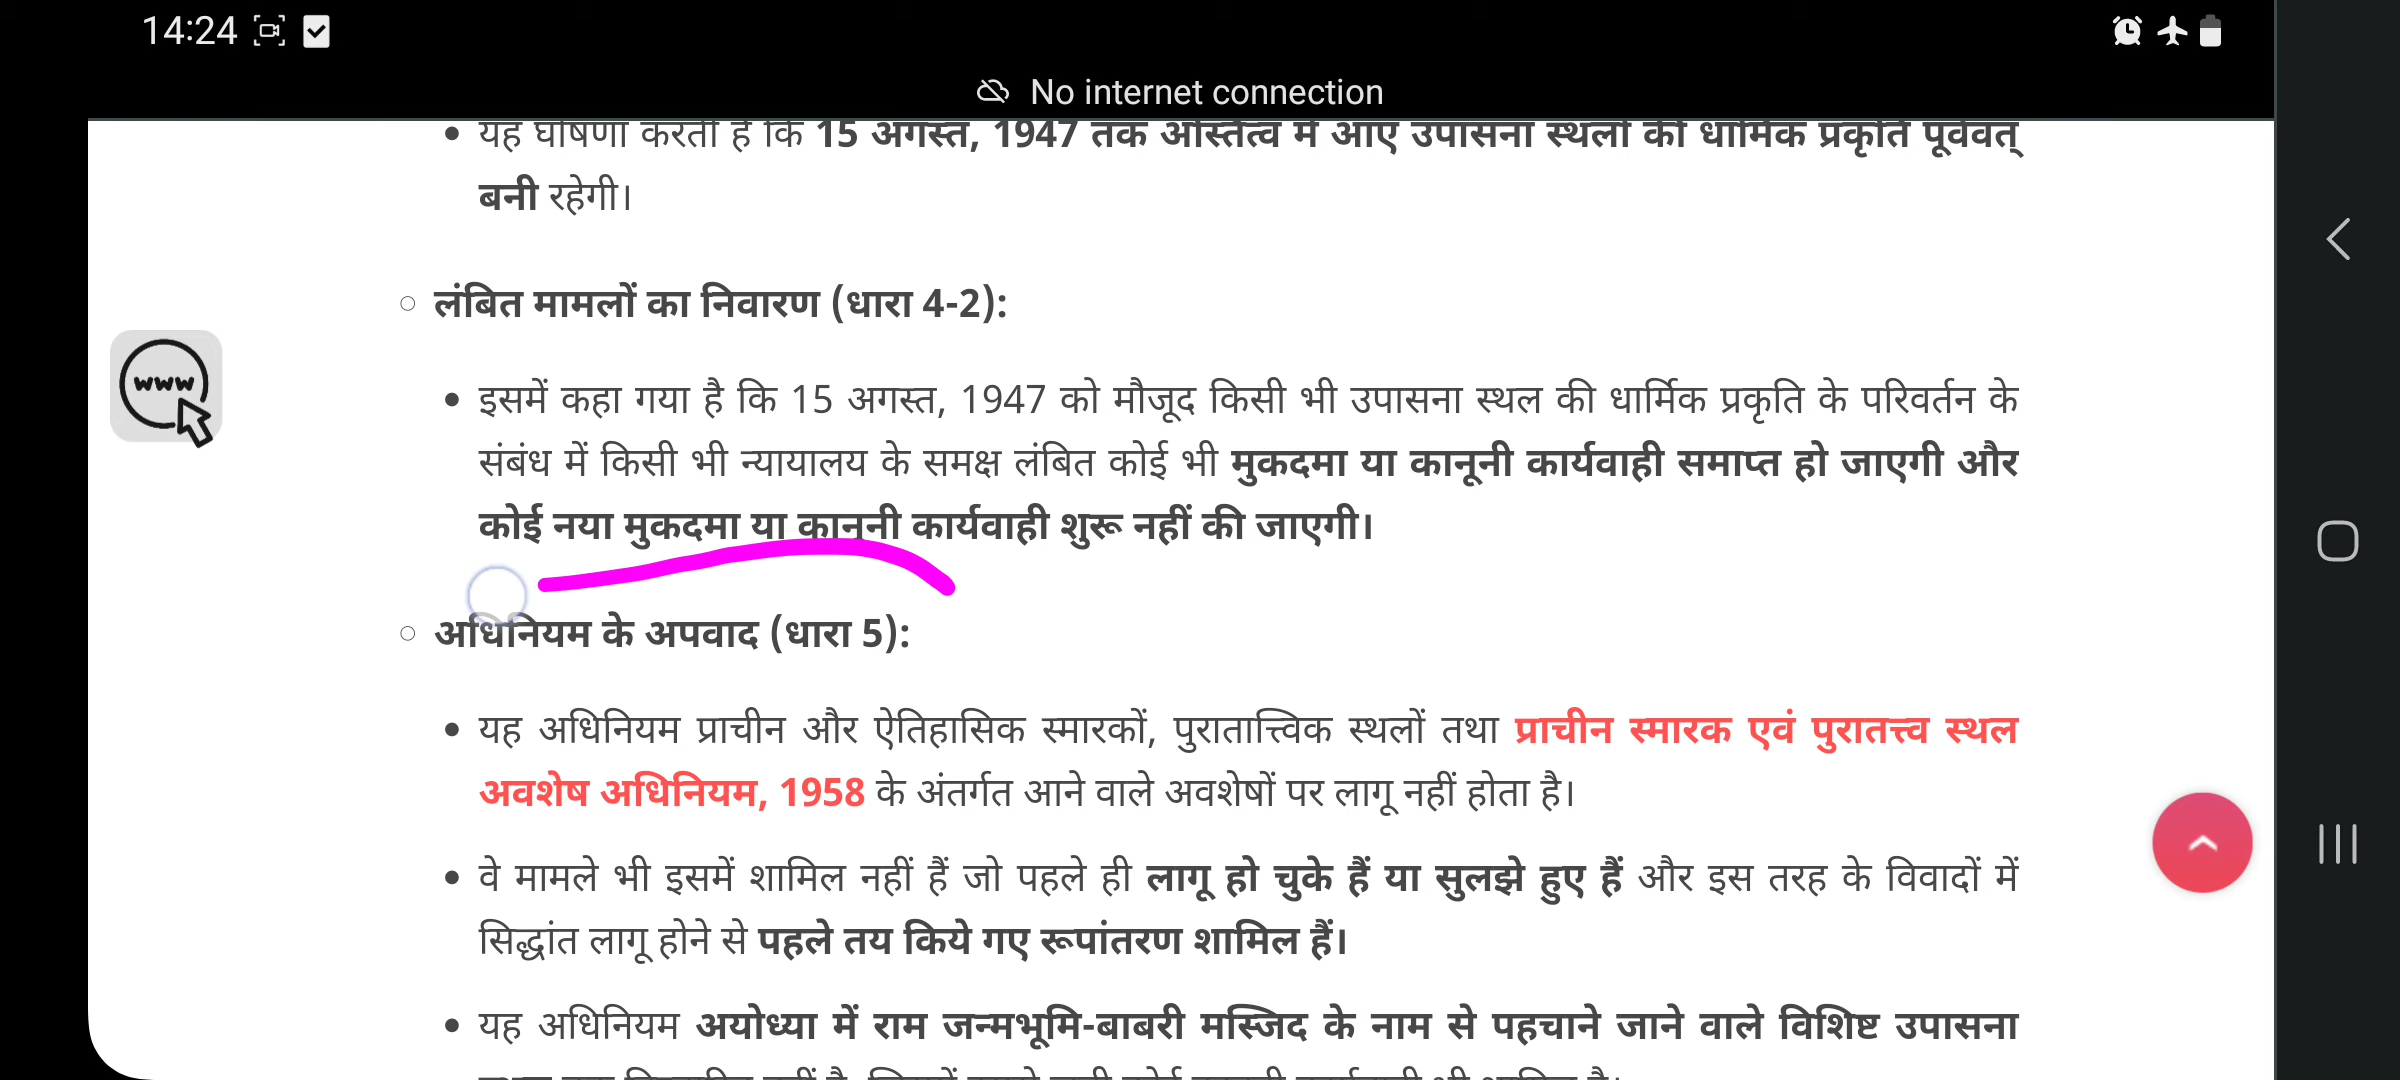 14:24
No internet connection
यह घोषणा करती है कि 15 अगस्त, 1947 तक अस्तित्व में आए उपासना स्थलों की धार्मिक प्रकृति पूर्ववत्
बनी रहेगी।
लंबित मामलों का निवारण (धारा 4-2):
www
इसमें कहा गया है कि 15 अगस्त, 1947 को मौजूद किसी भी उपासना स्थल की धार्मिक प्रकृति के परिवर्तन के
संबंध में किसी भी न्यायालय के समक्ष लंबित कोई भी मुकदमा या कानूनी कार्यवाही समाप्त हो जाएगी और
कोई नया मुकदमा या कानूनी कार्यवाही शुरू नहीं की जाएगी।
अधिनियम के अपवाद (धारा 5):
यह अधिनियम प्राचीन और ऐतिहासिक स्मारकों, पुरातात्त्विक स्थलों तथा प्राचीन स्मारक एवं पुरातत्त्व स्थल
अवशेष अधिनियम, 1958 के अंतर्गत आने वाले अवशेषों पर लागू नहीं होता है।
वे मामले भी इसमें शामिल नहीं हैं जो पहले ही लागू हो चुके हैं या सुलझे हुए हैं और इस तरह के विवादों में
सिद्धांत लागू होने से पहले तय किये गए रूपांतरण शामिल हैं।
यह अधिनियम अयोध्या में राम जन्मभूमि-बाबरी मस्जिद के नाम से पहचाने जाने वाले विशिष्ट उपासना